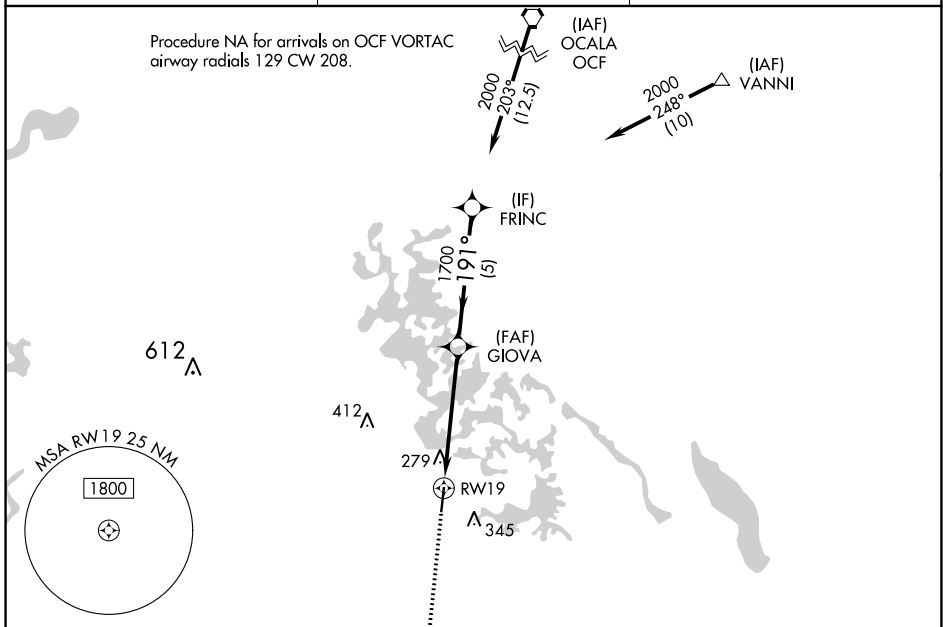 Procedure NA for arrivals on OCF VORTAC
airway radials 129 CW 208.
(IAF)
OCALA
OCF
2000
203°
(12.5)
(IAF)
VANNI
2000
248°
(10)
(IF)
FRINC
1700
191°
(5)
(FAF)
GIOVA
612
412
279
RW19
345
MSA RW19 25 NM
1800